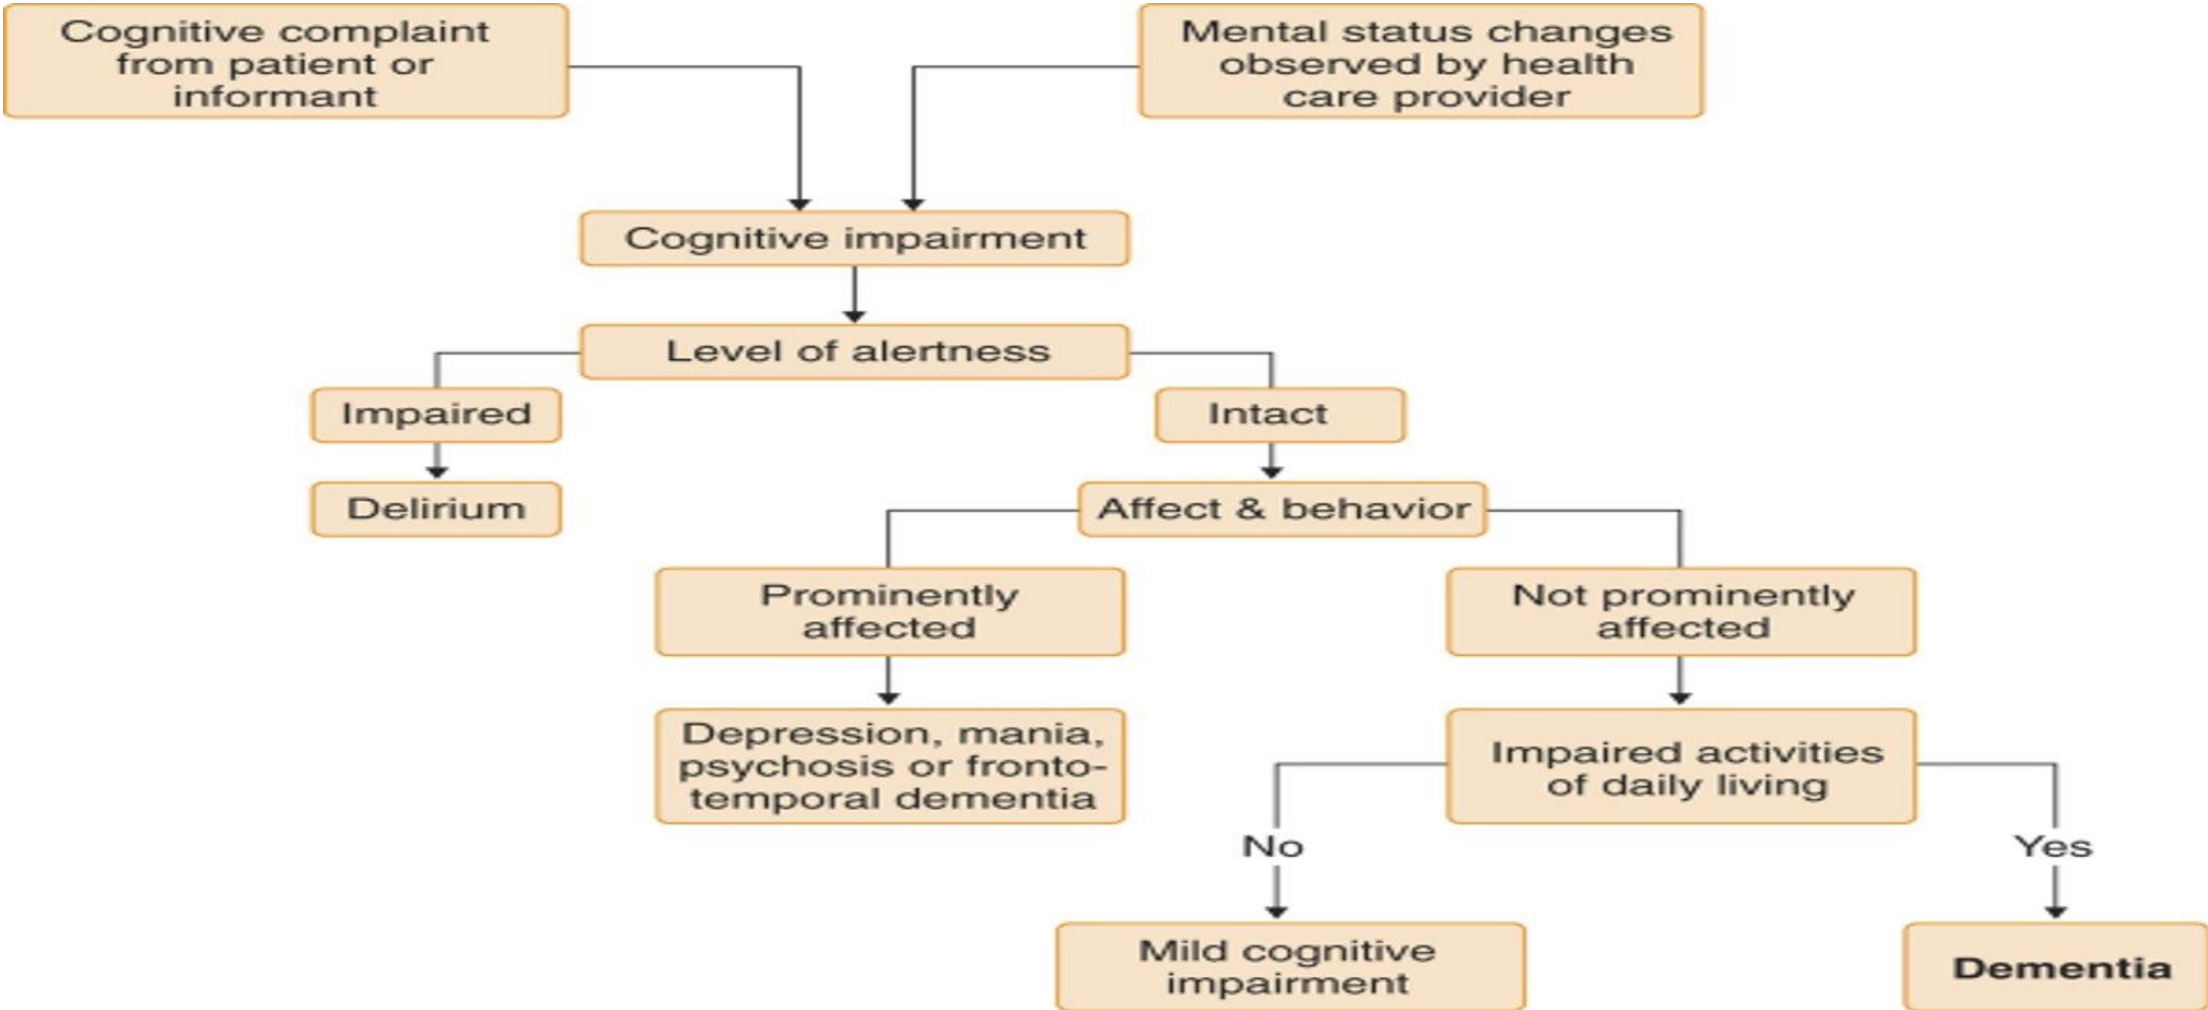 Cognitive complaint
from patient or
informant
Mental status changes
observed by health
care provider
Cognitive impairment
Level of alertness
Impaired
Intact
Delirium
Affect & behavior
Prominently
affected
Not prominently
affected
Depression, mania,
psychosis or fronto-
temporal dementia
Impaired activities
of daily living
No
Yes
Mild cognitive
impairment
Dementia